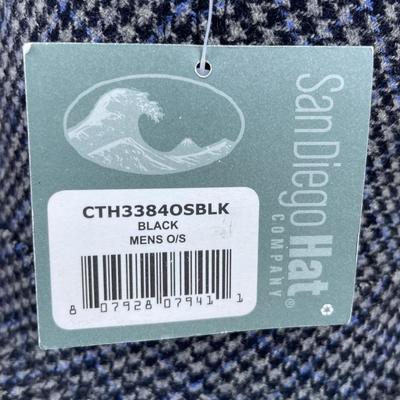 CTH3384OSBLK
BLACK
MENS O/S
8 07928 07941 1
San Diego Hat®
COMPANY